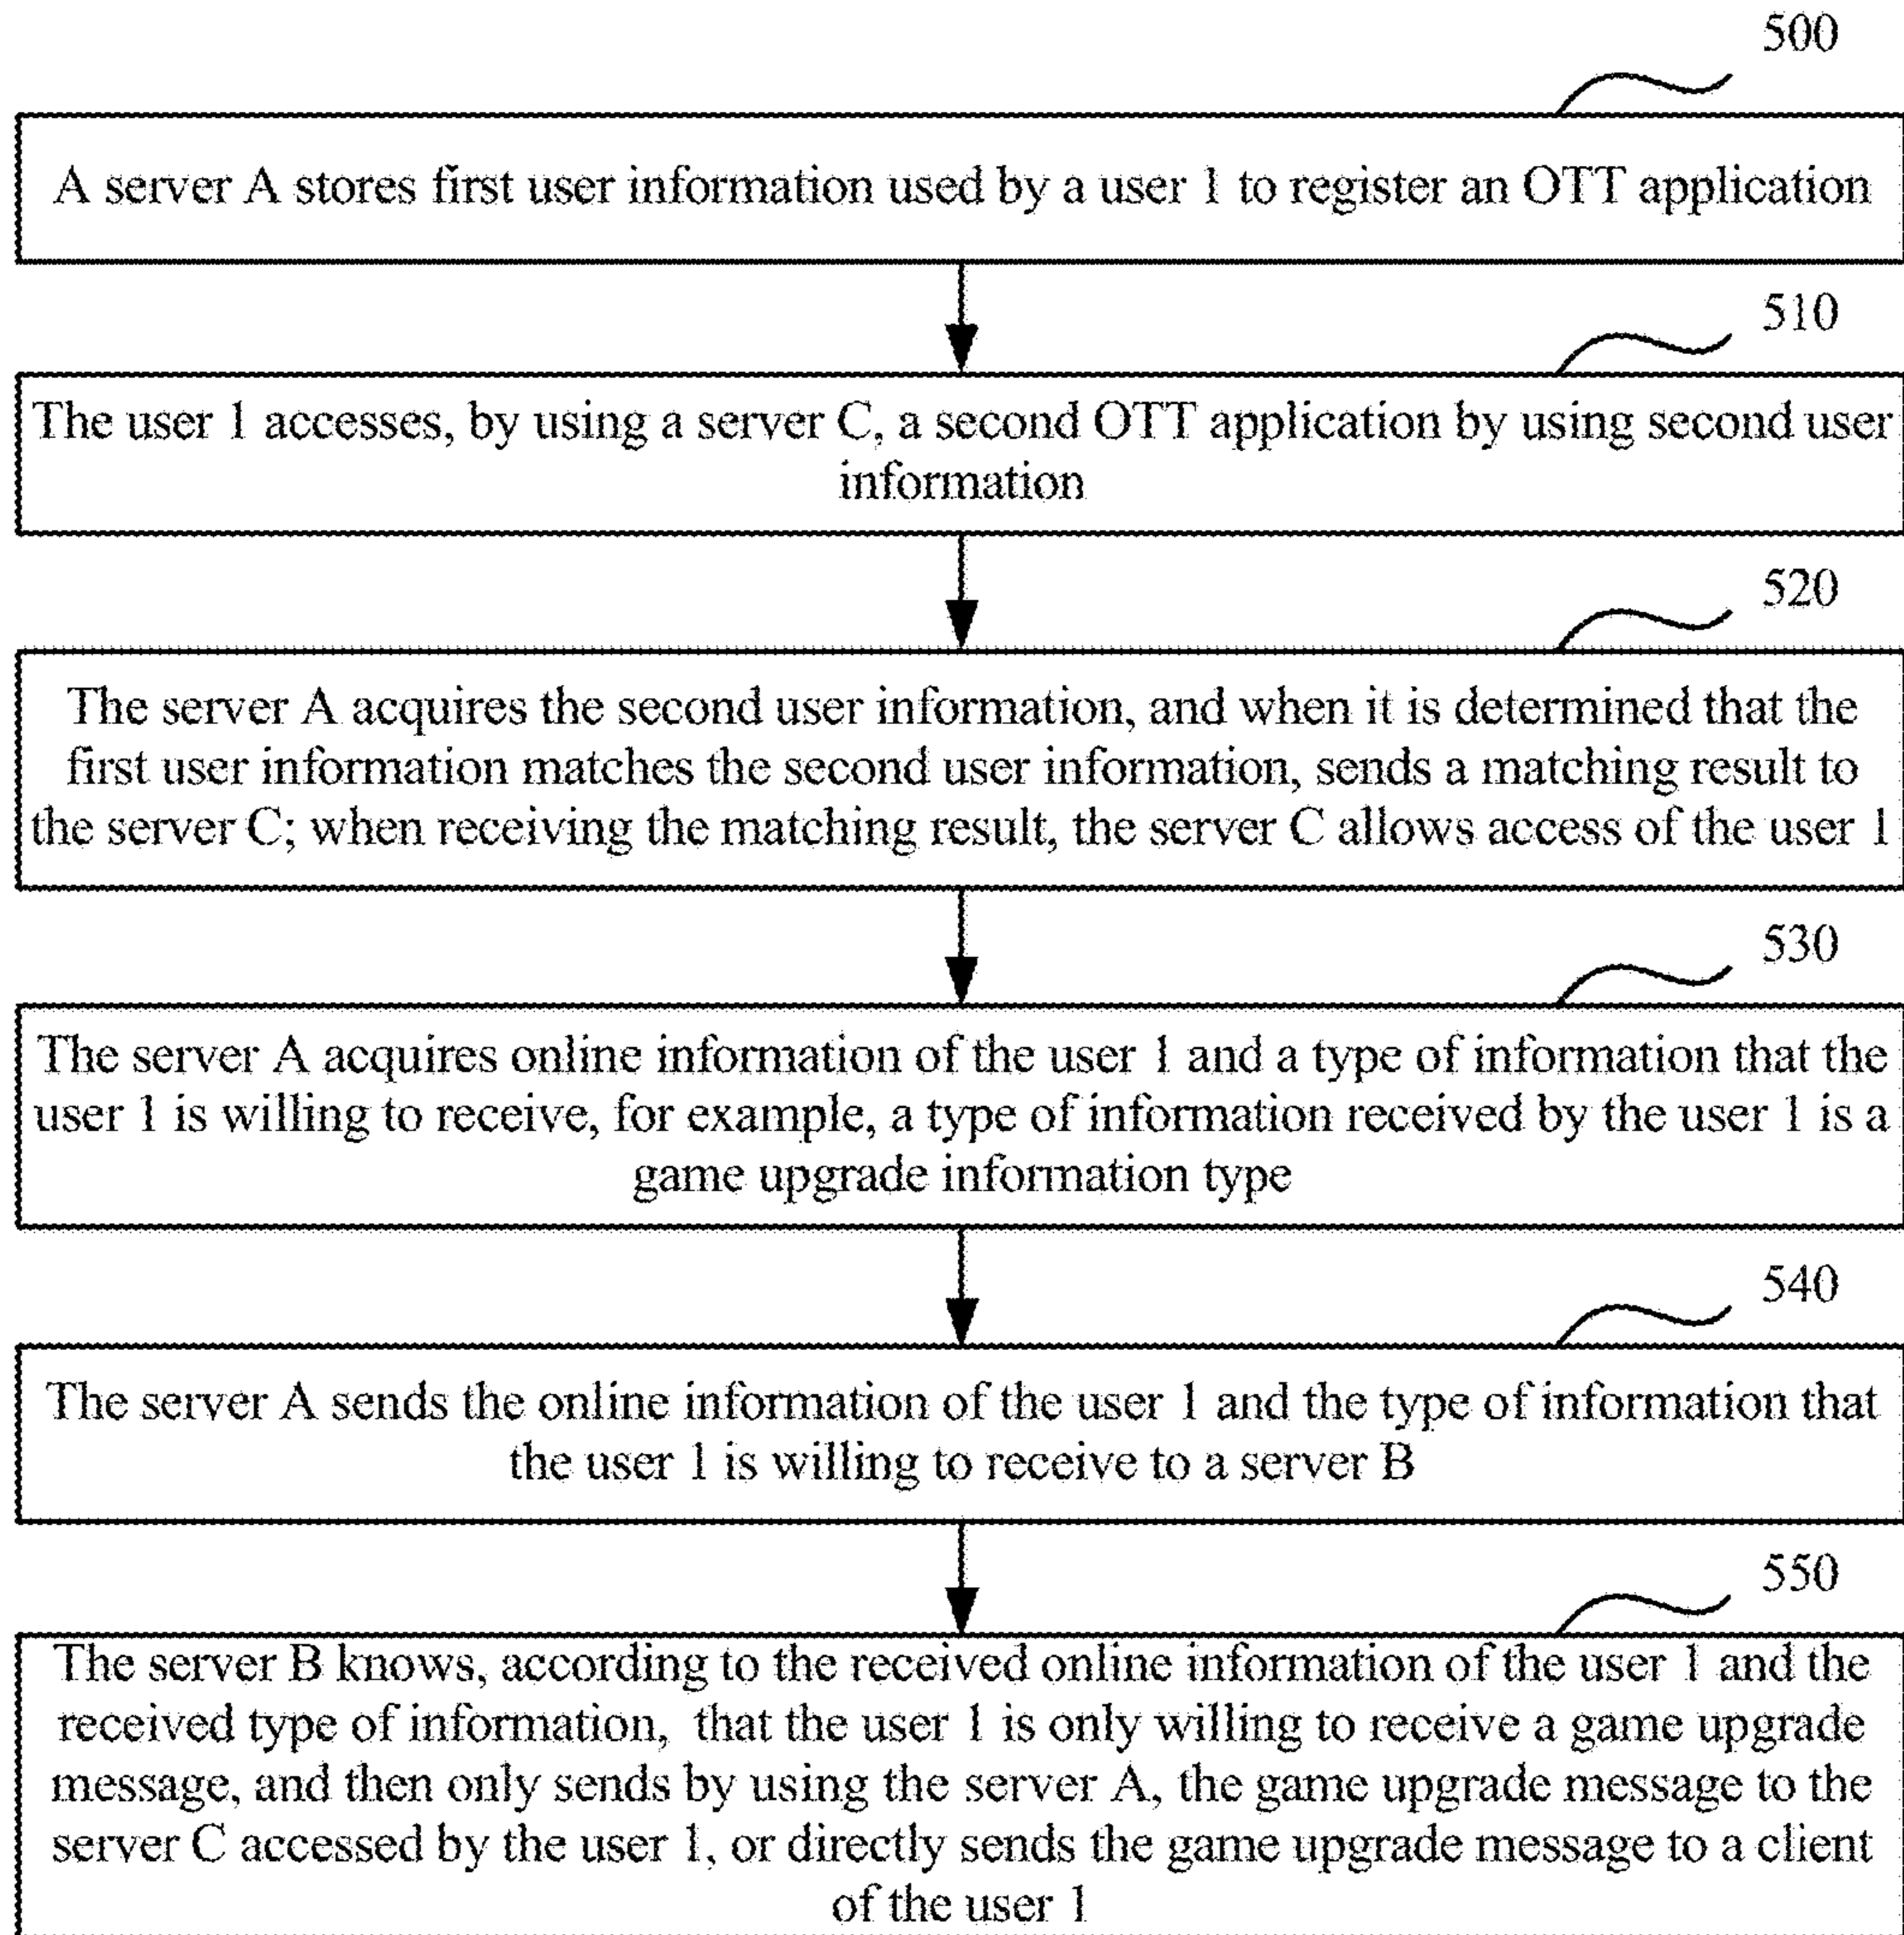 500
A server A stores first user information used by a user 1 to register an OTT application
510
The user 1 accesses, by using a server C, a second OTT application by using second user
information
520
The server A acquires the second user information, and when it is determined that the
first user information matches the second user information, sends a matching result to
the server C; when receiving the matching result, the server C allows access of the user 1
530
The server A acquires online information of the user 1 and a type of information that the
user 1 is willing to receive, for example, a type of information received by the user 1 is a
game upgrade information type
540
The server A sends the online information of the user 1 and the type of information that
the user 1 is willing to receive to a server B
550
The server B knows, according to the received online information of the user 1 and the
received type of information, that the user 1 is only willing to receive a game upgrade
message, and then only sends by using the server A, the game upgrade message to the
server C accessed by the user 1, or directly sends the game upgrade message to a client
of the user 1